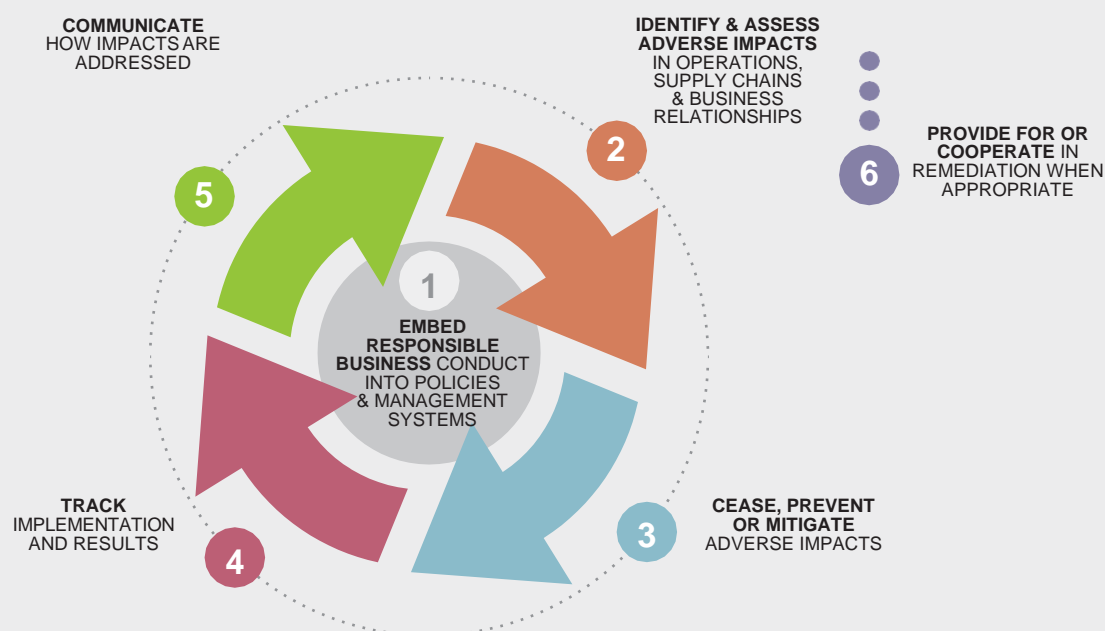 1
EMBED
RESPONSIBLE
BUSINESS CONDUCT
INTO POLICIES
& MANAGEMENT
SYSTEMS
2
IDENTIFY & ASSESS
ADVERSE IMPACTS
IN OPERATIONS,
SUPPLY CHAINS
& BUSINESS
RELATIONSHIPS
3
CEASE, PREVENT
OR MITIGATE
ADVERSE IMPACTS
4
TRACK
IMPLEMENTATION
AND RESULTS
5
COMMUNICATE
HOW IMPACTS ARE
ADDRESSED
6
PROVIDE FOR OR
COOPERATE IN
REMEDIATION WHEN
APPROPRIATE